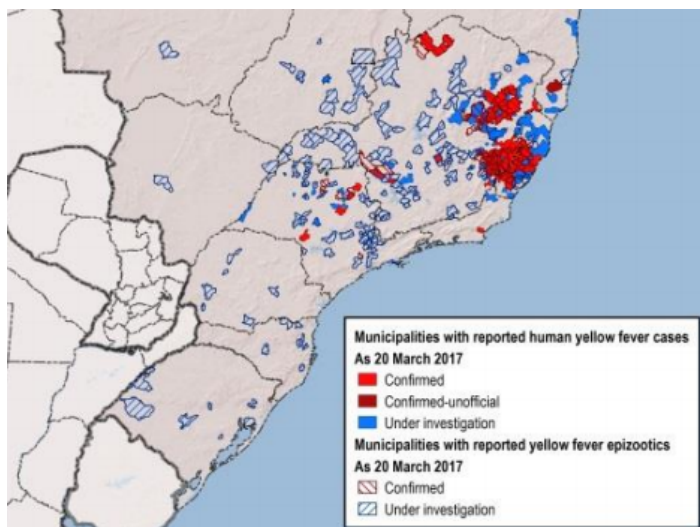 Municipalities with reported human yellow fever cases
As 20 March 2017
Confirmed
Confirmed-unofficial
Under investigation
Municipalities with reported yellow fever epizootics
As 20 March 2017
Confirmed
Under investigation